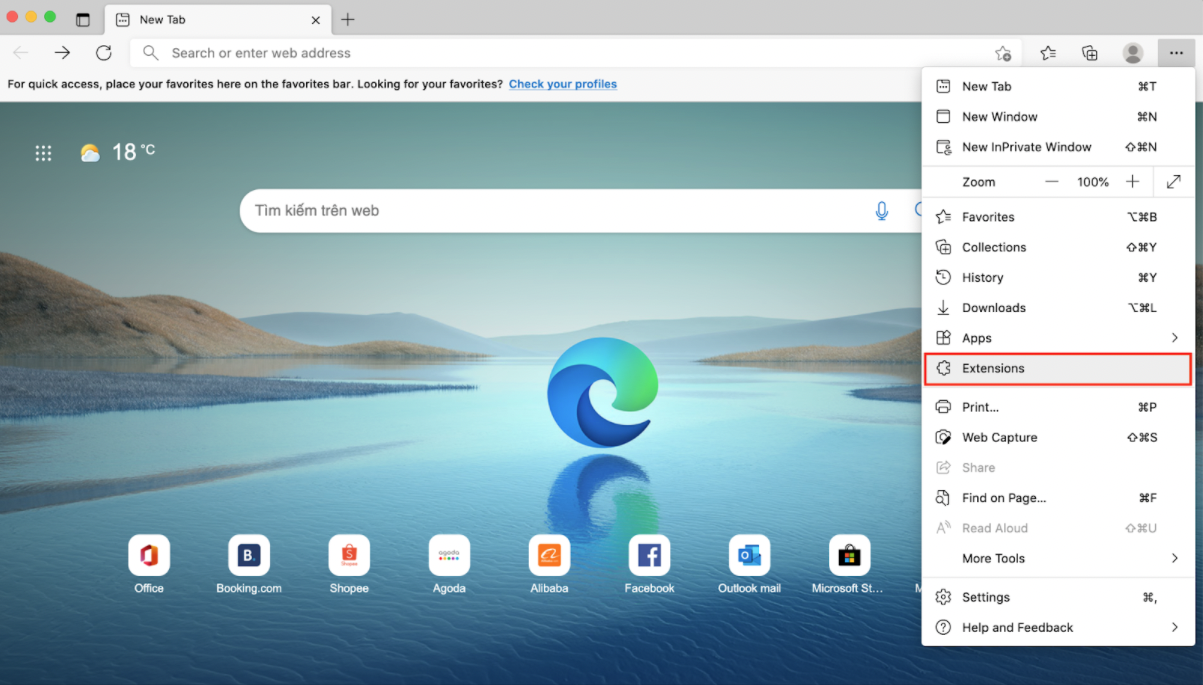 New Tab
Search or enter web address
For quick access, place your favorites here on the favorites bar. Looking for your favorites? Check your profiles
18 °C
Tìm kiếm trên web
Office
Booking.com
Shopee
Agoda
Alibaba
Facebook
Outlook mail
Microsoft St...
B.
Shopee
agoda
New Tab ⌘T
New Window ⌘N
New InPrivate Window ⇧⌘N
Zoom — 100% +
Favorites ⌥⌘B
Collections ⇧⌘Y
History ⌘Y
Downloads ⌥⌘L
Apps
Extensions
Print... ⌘P
Web Capture ⇧⌘S
Share
Find on Page... ⌘F
Read Aloud ⇧⌘U
More Tools
Settings ⌘,
Help and Feedback